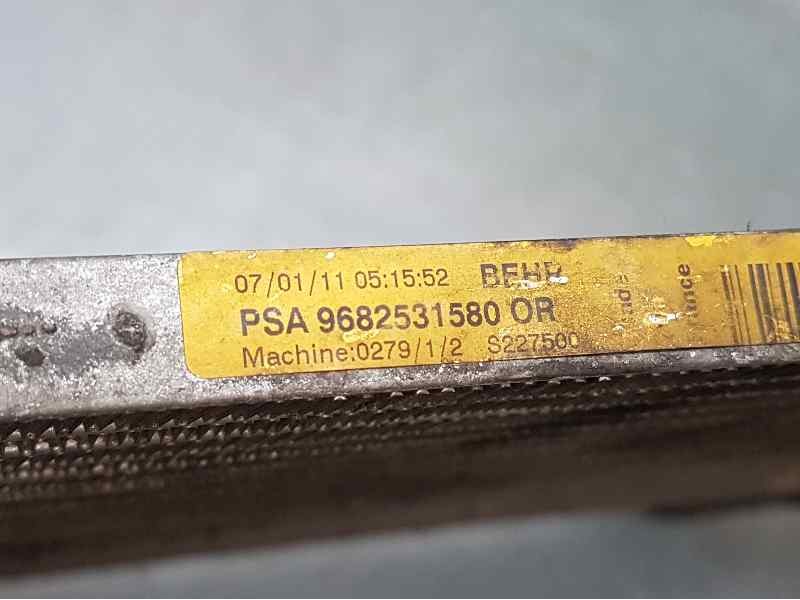 07/01/11 05:15:52 BEHR
PSA 9682531580 OR
Machine:0279/1/2 S227500